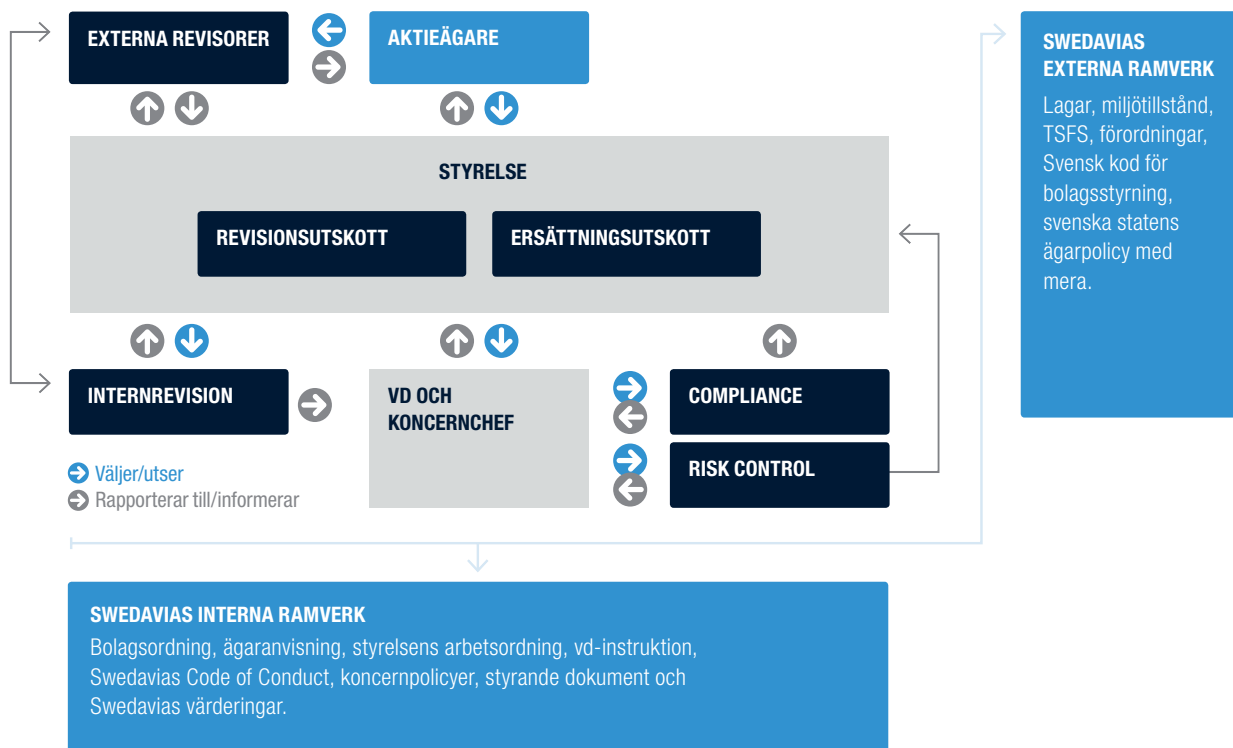 EXTERNA REVISORER
AKTIEÄGARE
STYRELSE
REVISIONSUTSKOTT
ERSÄTTNINGSUTSKOTT
INTERNREVISION
VD OCH
KONCERNCHEF
COMPLIANCE
RISK CONTROL
Väljer/utser
Rapporterar till/informerar
SWEDAVIAS
EXTERNA RAMVERK
Lagar, miljötillstånd,
TSFS, förordningar,
Svensk kod för
bolagsstyrning,
svenska statens
ägarpolicy med
mera.
SWEDAVIAS INTERNA RAMVERK
Bolagsordning, ägaranvisning, styrelsens arbetsordning, vd-instruktion,
Swedavias Code of Conduct, koncernpolicyer, styrande dokument och
Swedavias värderingar.